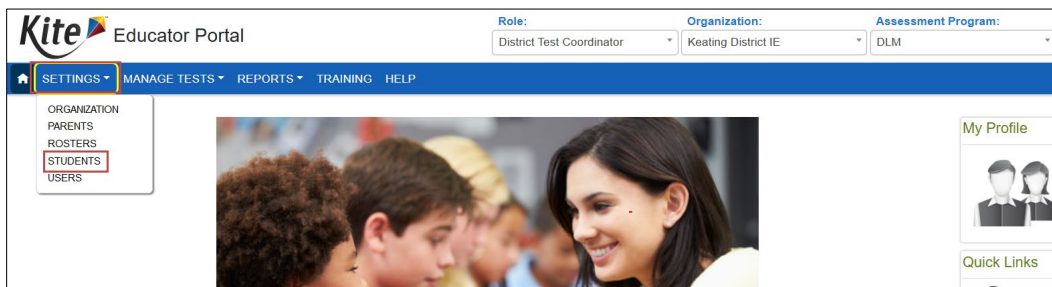 Kite Educator Portal
Role:
District Test Coordinator
Organization:
Keating District IE
Assessment Program:
DLM
SETTINGS MANAGE TESTS REPORTS TRAINING HELP
ORGANIZATION
PARENTS
ROSTERS
STUDENTS
USERS
My Profile
Quick Links